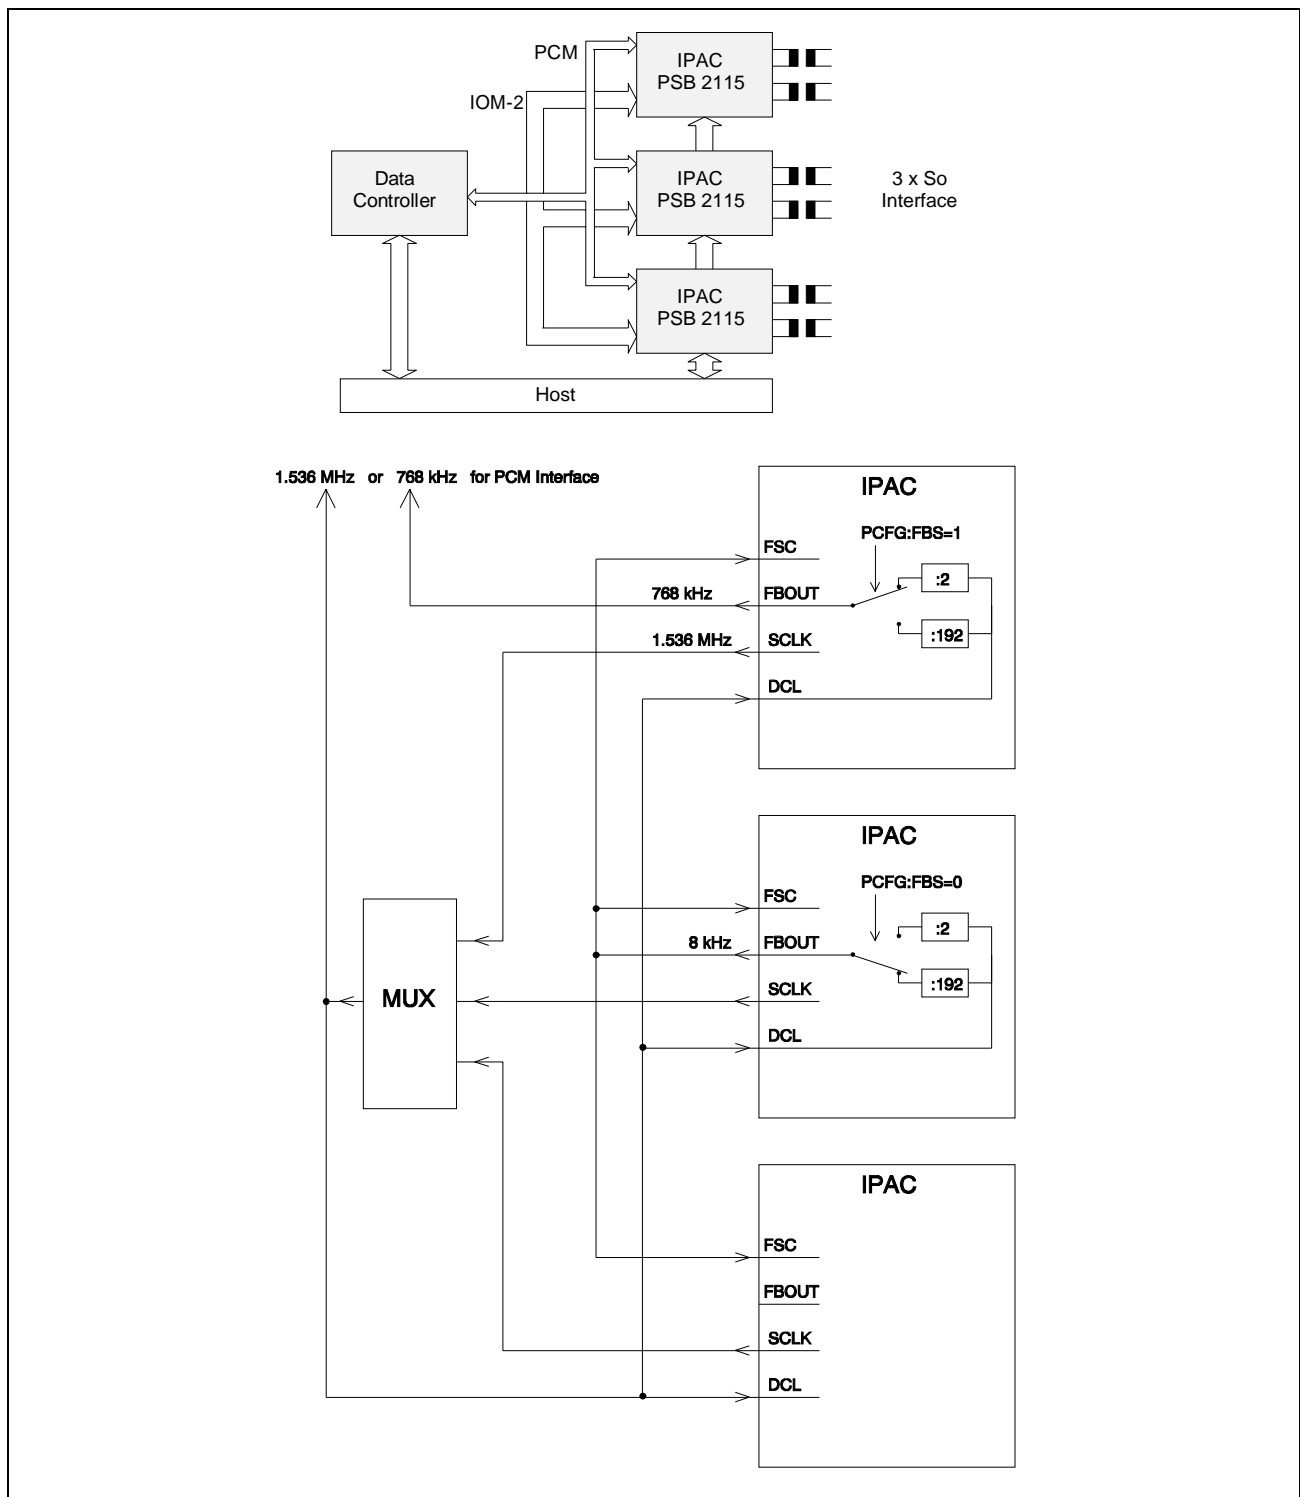 PCM
IPAC
PSB 2115
IOM-2
Data
Controller
IPAC
PSB 2115
3 x So
Interface
IPAC
PSB 2115
Host
1.536 MHz or 768 kHz for PCM Interface
IPAC
PCFG:FBS=1
FSC
:2
768 kHz
FBOUT
:192
1.536 MHz
SCLK
DCL
IPAC
PCFG:FBS=0
FSC
:2
8 kHz
FBOUT
:192
MUX
SCLK
DCL
IPAC
FSC
FBOUT
SCLK
DCL